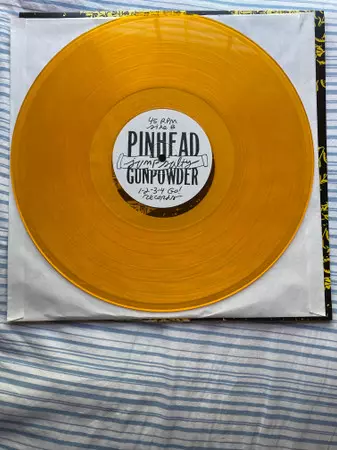 45 RPM
side A
PINHEAD
jump salty
GUNPOWDER
1-2-3-4 Go!
records